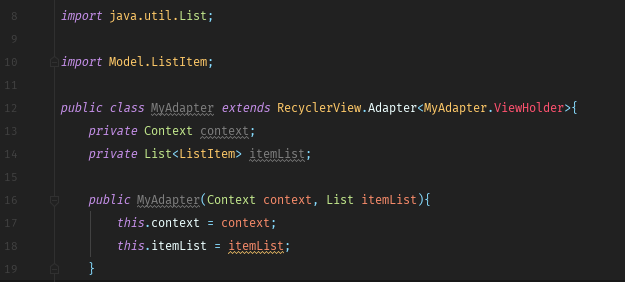 8 import java.util.List;
9
10 import Model.ListItem;
11
12 public class MyAdapter extends RecyclerView.Adapter<MyAdapter.ViewHolder>{
13 private Context context;
14 private List<ListItem> itemList;
15
16 public MyAdapter(Context context, List itemList){
17 this.context = context;
18 this.itemList = itemList;
19 }